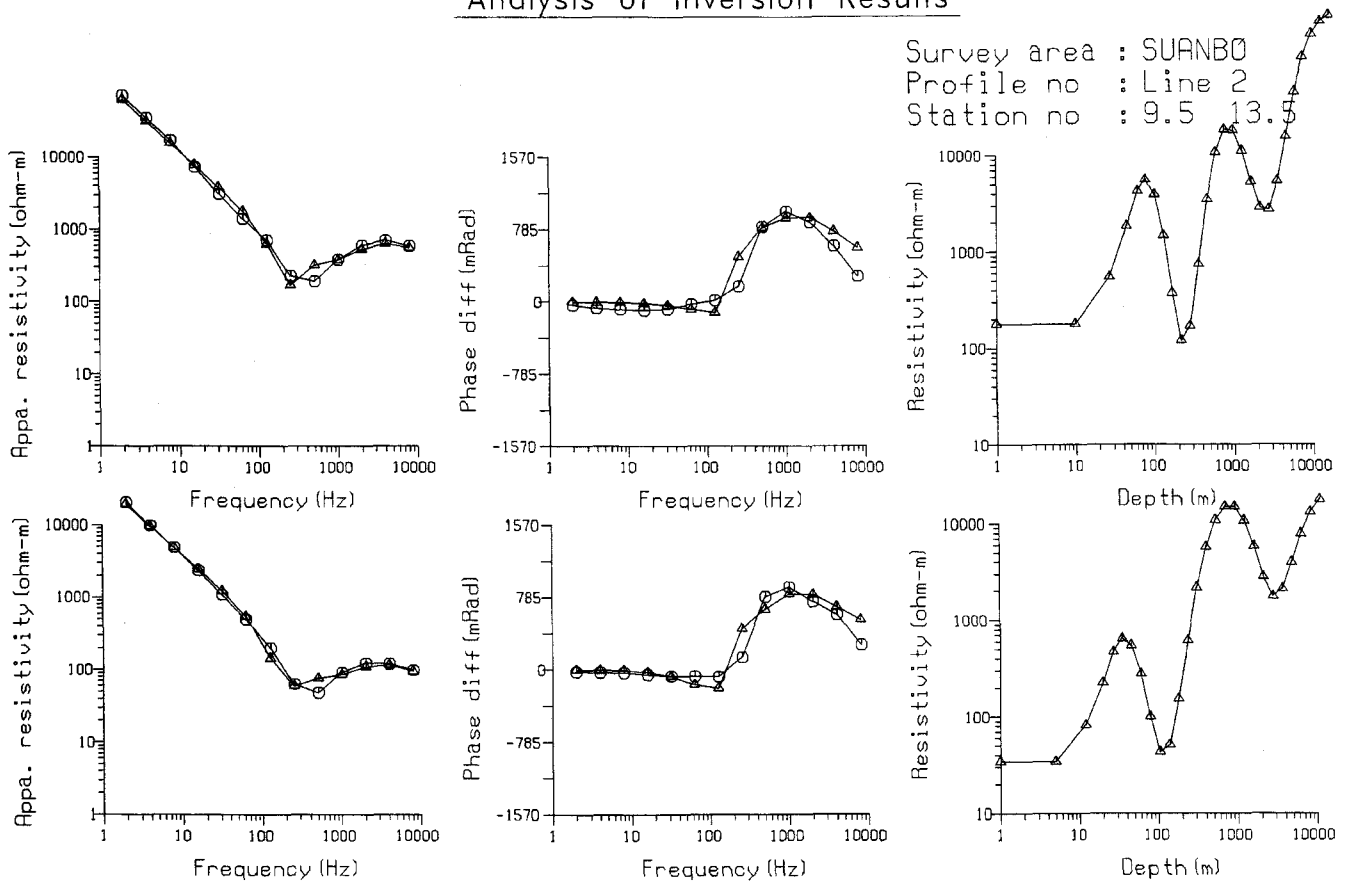 Analysis of Inversion Results
Survey area : SUANBO
Profile no : Line 2
Station no : 9.5 13.5
Appa. resistivity (ohm-m)
10000
1000
100
10
1
1 10 100 1000 10000
Frequency (Hz)
Phase diff (mRad)
1570
785
0
-785
-1570
1 10 100 1000 10000
Frequency (Hz)
Resistivity (ohm-m)
10000
1000
100
10
1 10 100 1000 10000
Depth (m)
Appa. resistivity (ohm-m)
10000
1000
100
10
1
1 10 100 1000 10000
Frequency (Hz)
Phase diff (mRad)
1570
785
0
-785
-1570
1 10 100 1000 10000
Frequency (Hz)
Resistivity (ohm-m)
10000
1000
100
10
1 10 100 1000 10000
Depth (m)